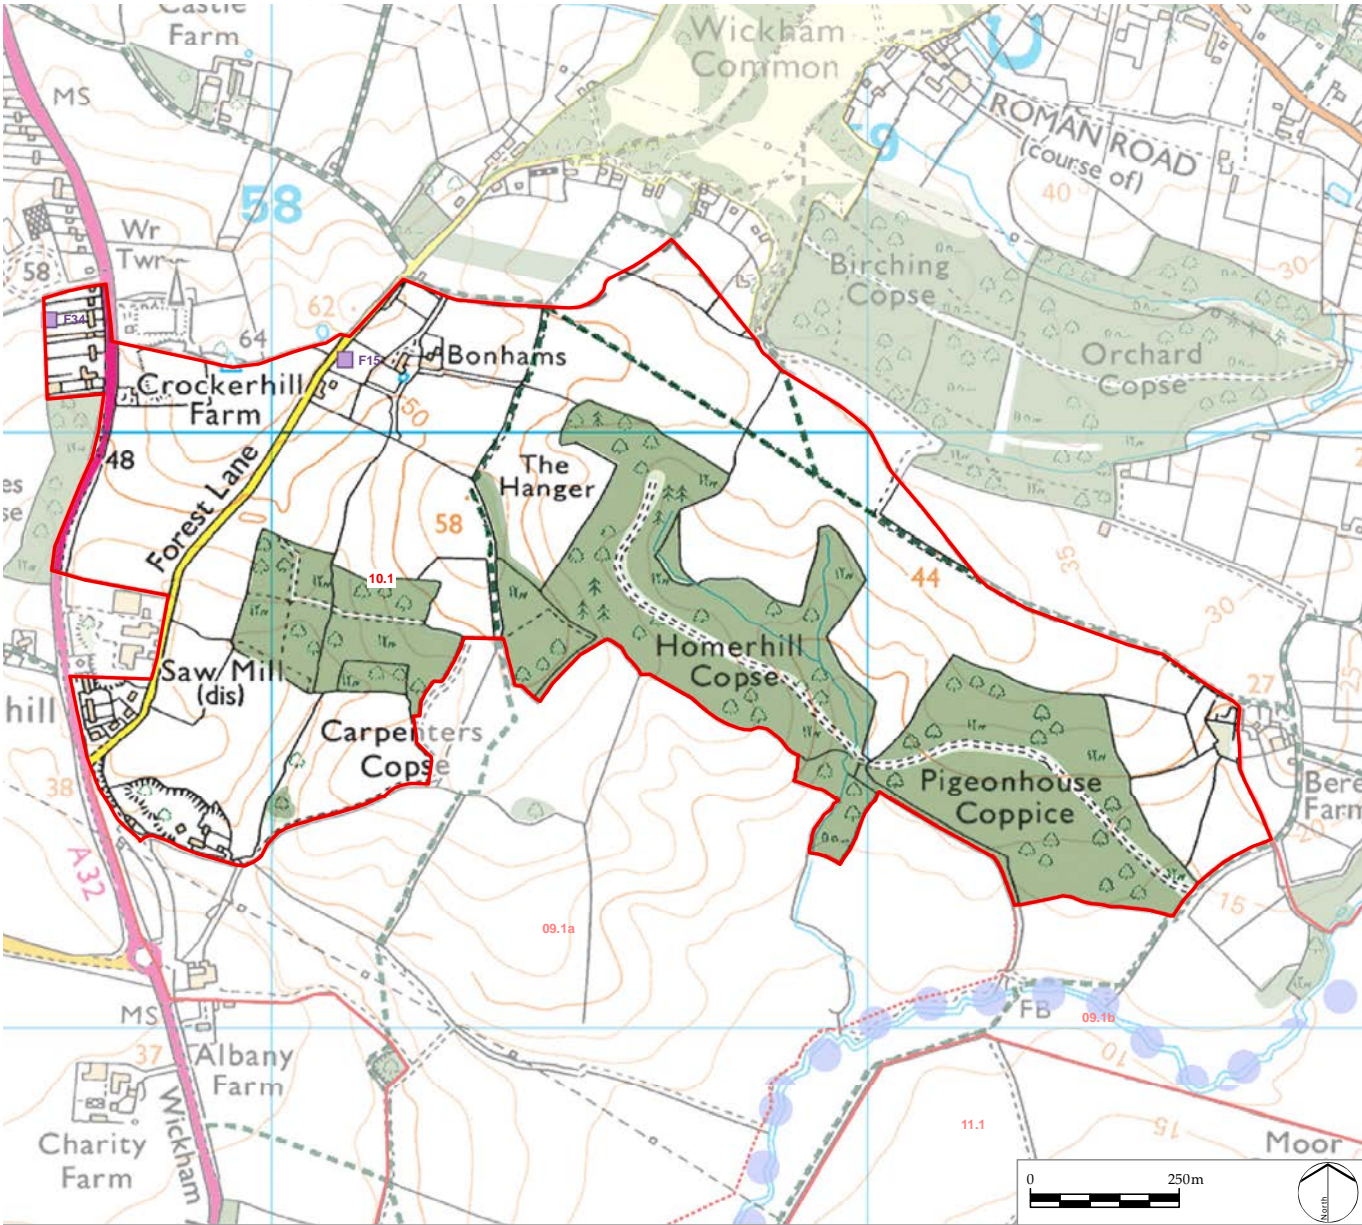 Castle
Farm
Wickham
Common
MS
ROMAN ROAD
(course of)
40
58
69
Wr
Twr
58
30
Birching
Copse
62
64
F34
F15
Bonhams
Orchard
Copse
Crockerhill
Farm
50
48
The
Hanger
Forest Lane
58
35
10.1
44
30
Homerhill
Copse
Saw Mill
(dis)
27
25
hill
Carpenters
Copse
38
Pigeonhouse
Coppice
Bere
Farm
20
A32
15
09.1a
MS
FB
09.1b
37
Albany
Farm
10
Wickham
11.1
15
Charity
Farm
Moor
0
250m
North